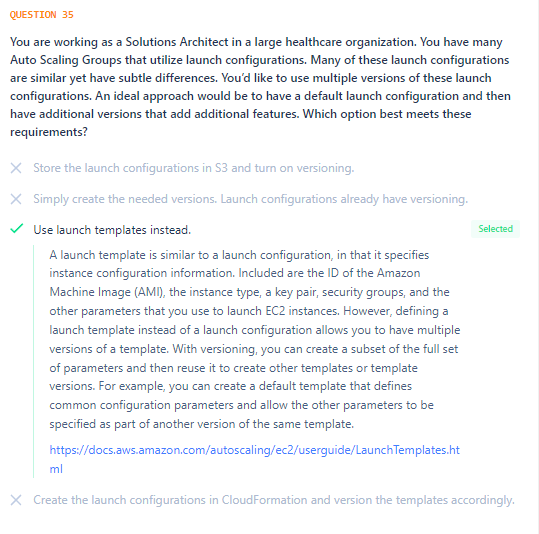 QUESTION 35
You are working as a Solutions Architect in a large healthcare organization. You have many
Auto Scaling Groups that utilize launch configurations. Many of these launch configurations
are similar yet have subtle differences. You'd like to use multiple versions of these launch
configurations. An ideal approach would be to have a default launch configuration and then
have additional versions that add additional features. Which option best meets these
requirements?
Store the launch configurations in S3 and turn on versioning.
Simply create the needed versions. Launch configurations already have versioning.
Use launch templates instead.
Selected
A launch template is similar to a launch configuration, in that it specifies
instance configuration information. Included are the ID of the Amazon
Machine Image (AMI), the instance type, a key pair, security groups, and the
other parameters that you use to launch EC2 instances. However, defining a
launch template instead of a launch configuration allows you to have multiple
versions of a template. With versioning, you can create a subset of the full set
of parameters and then reuse it to create other templates or template
versions. For example, you can create a default template that defines
common configuration parameters and allow the other parameters to be
specified as part of another version of the same template.
https://docs.aws.amazon.com/autoscaling/ec2/userguide/LaunchTemplates.ht
ml
Create the launch configurations in CloudFormation and version the templates accordingly.